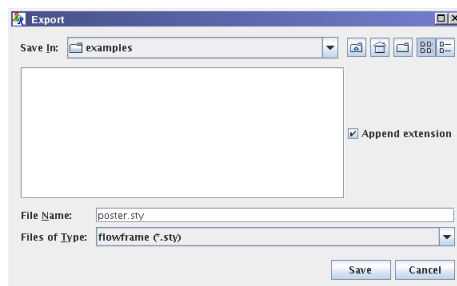 Export
Save In: examples
Append extension
File Name: poster.sty
Files of Type: flowframe (*.sty)
Save Cancel